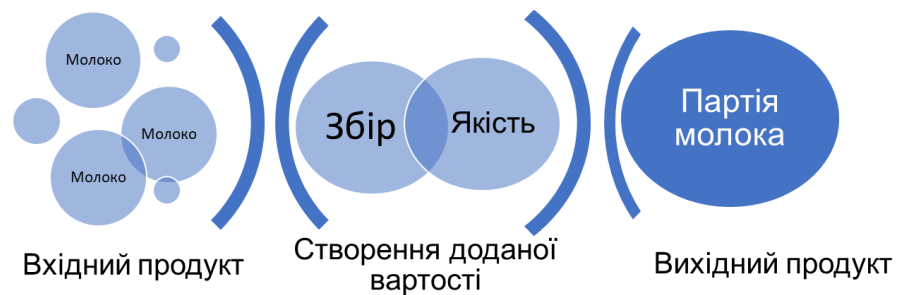 Молоко
Молоко
Молоко
Збір
Якість
Партія
молока
Вхідний продукт
Створення доданої
вартості
Вихідний продукт